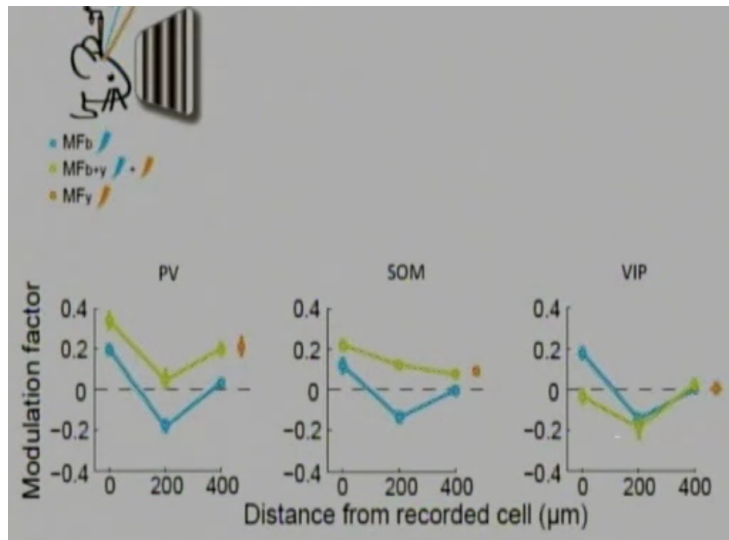 MFb
MFb+y +
MFy
PV SOM VIP
Modulation factor
0.4 0.4 0.4
0.2 0.2 0.2
0 0 0
−0.2 −0.2 −0.2
−0.4 −0.4 −0.4
0 200 400 0 200 400 0 200 400
Distance from recorded cell (µm)